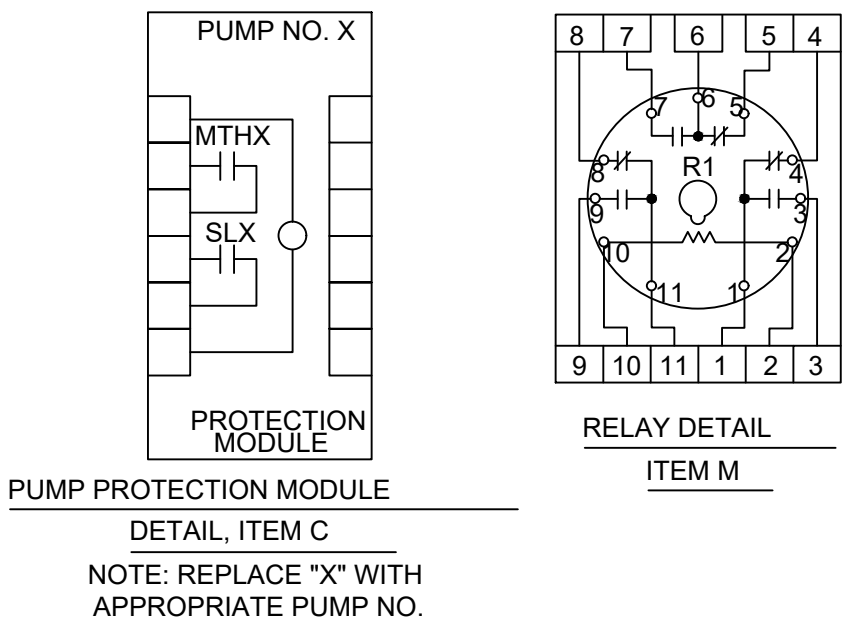 PUMP NO. X
MTHX
SLX
PROTECTION
MODULE
PUMP PROTECTION MODULE
DETAIL, ITEM C
NOTE: REPLACE "X" WITH
APPROPRIATE PUMP NO.
8 7 6 5 4
7 6 5
R1
8 4
9 3
10 2
11 1
9 10 11 1 2 3
RELAY DETAIL
ITEM M